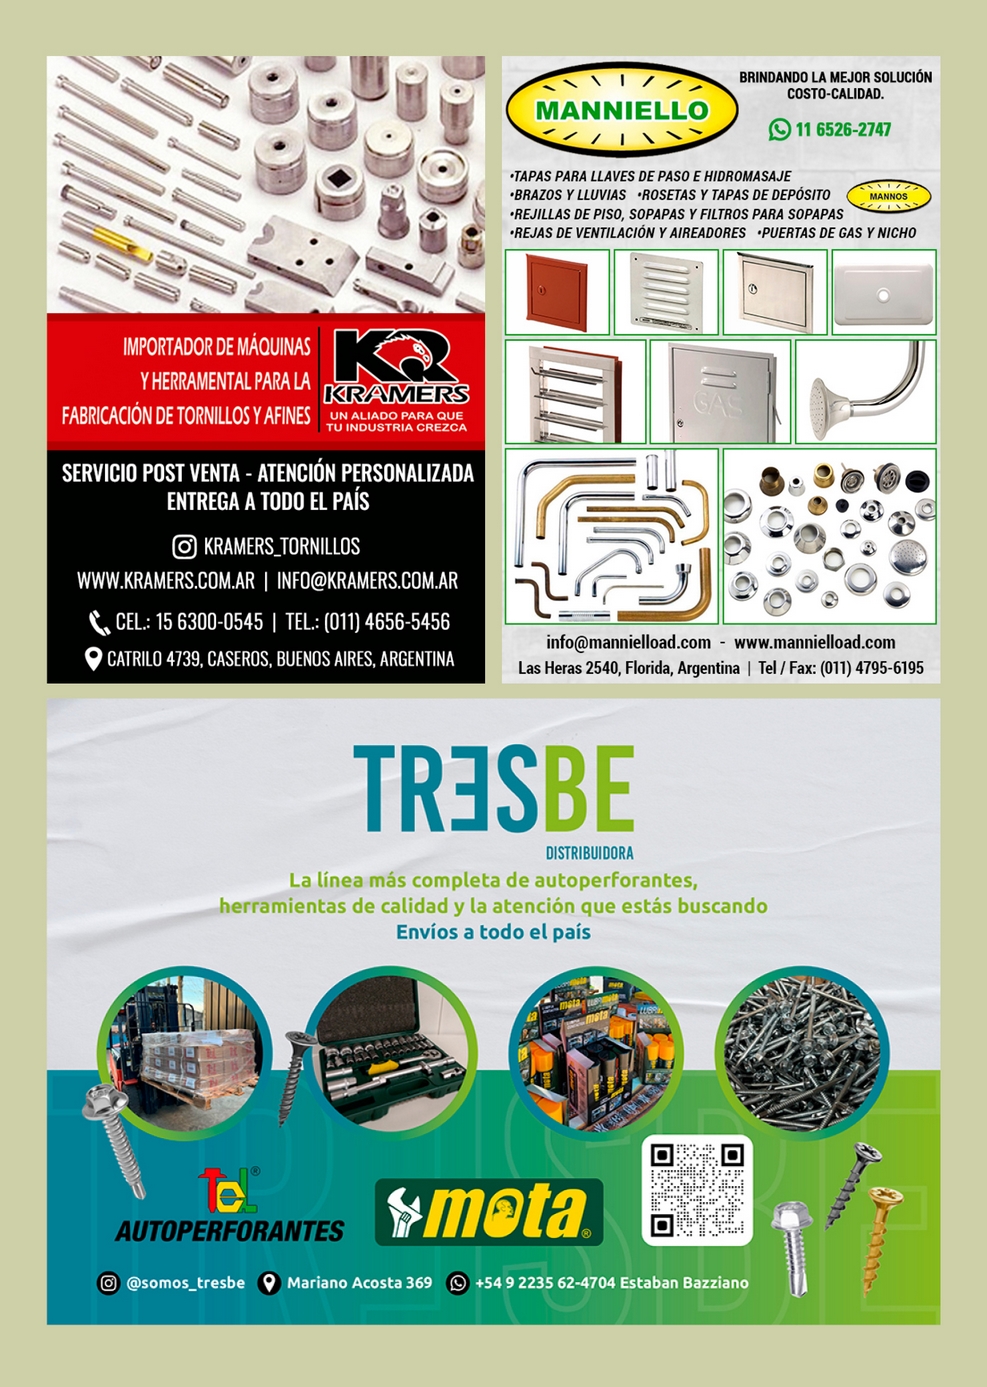 IMPORTADOR DE MÁQUINAS
Y HERRAMENTAL PARA LA
FABRICACIÓN DE TORNILLOS Y AFINES
KR
KRAMERS
UN ALIADO PARA QUE
TU INDUSTRIA CREZCA
SERVICIO POST VENTA - ATENCIÓN PERSONALIZADA
ENTREGA A TODO EL PAÍS
KRAMERS_TORNILLOS
WWW.KRAMERS.COM.AR | INFO@KRAMERS.COM.AR
CEL.: 15 6300-0545 | TEL.: (011) 4656-5456
CATRILO 4739, CASEROS, BUENOS AIRES, ARGENTINA
MANNIELLO
BRINDANDO LA MEJOR SOLUCIÓN
COSTO-CALIDAD.
11 6526-2747
•TAPAS PARA LLAVES DE PASO E HIDROMASAJE
•BRAZOS Y LLUVIAS •ROSETAS Y TAPAS DE DEPÓSITO
•REJILLAS DE PISO, SOPAPAS Y FILTROS PARA SOPAPAS
•REJAS DE VENTILACIÓN Y AIREADORES •PUERTAS DE GAS Y NICHO
MANNOS
GAS
info@mannielload.com - www.mannielload.com
Las Heras 2540, Florida, Argentina | Tel / Fax: (011) 4795-6195
TRESBE
DISTRIBUIDORA
La línea más completa de autoperforantes,
herramientas de calidad y la atención que estás buscando
Envíos a todo el país
mota
mota
TEL®
AUTOPERFORANTES
mota®
@somos_tresbe Mariano Acosta 369 +54 9 2235 62-4704 Estaban Bazziano
TRESBE